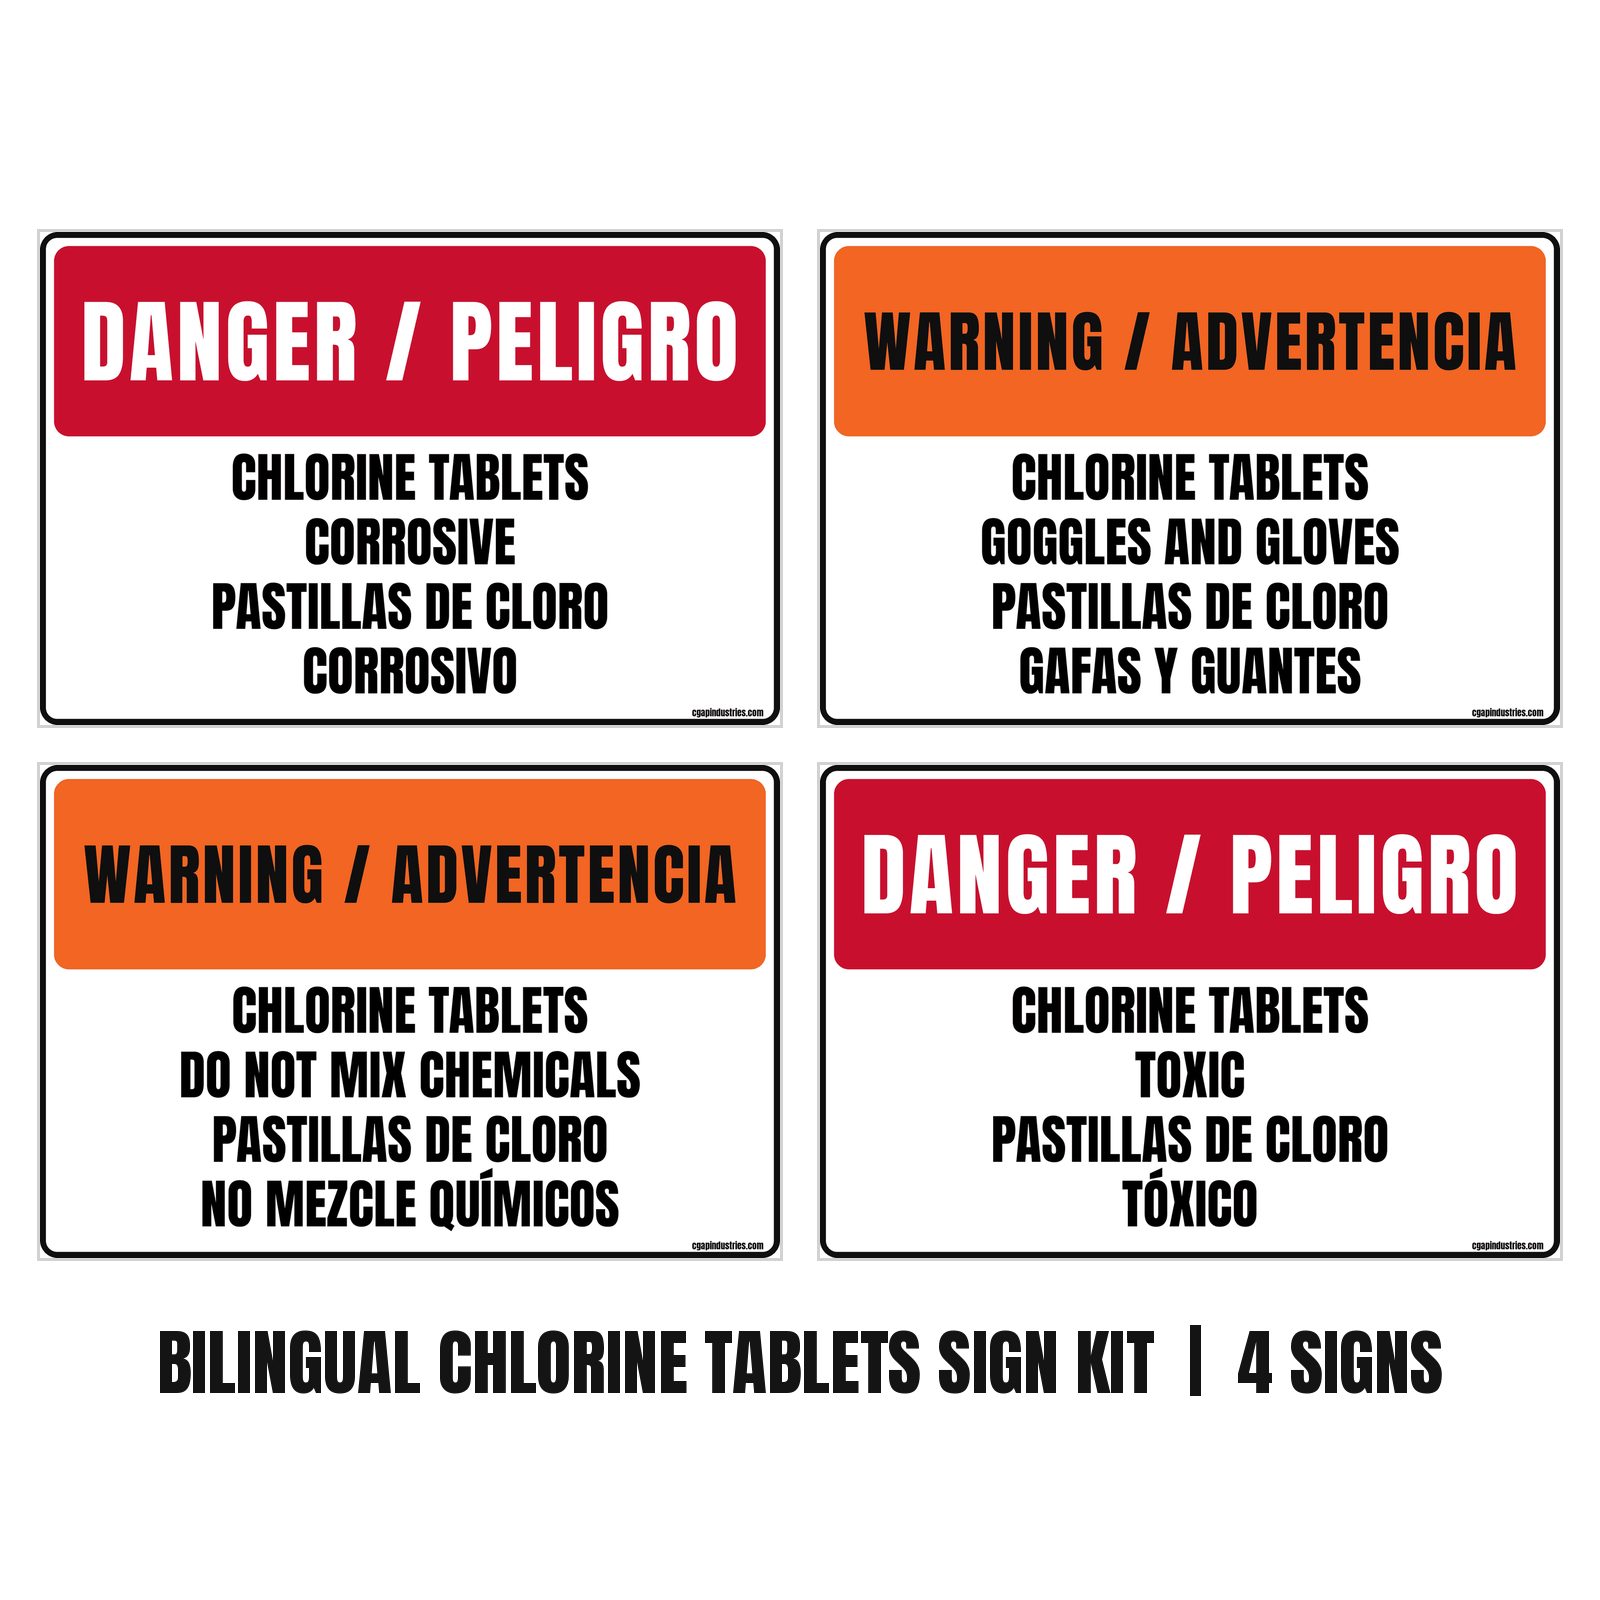 DANGER / PELIGRO
CHLORINE TABLETS
CORROSIVE
PASTILLAS DE CLORO
CORROSIVO
cgapindustries.com
WARNING / ADVERTENCIA
CHLORINE TABLETS
GOGGLES AND GLOVES
PASTILLAS DE CLORO
GAFAS Y GUANTES
cgapindustries.com
WARNING / ADVERTENCIA
CHLORINE TABLETS
DO NOT MIX CHEMICALS
PASTILLAS DE CLORO
NO MEZCLE QUÍMICOS
cgapindustries.com
DANGER / PELIGRO
CHLORINE TABLETS
TOXIC
PASTILLAS DE CLORO
TÓXICO
cgapindustries.com
BILINGUAL CHLORINE TABLETS SIGN KIT | 4 SIGNS